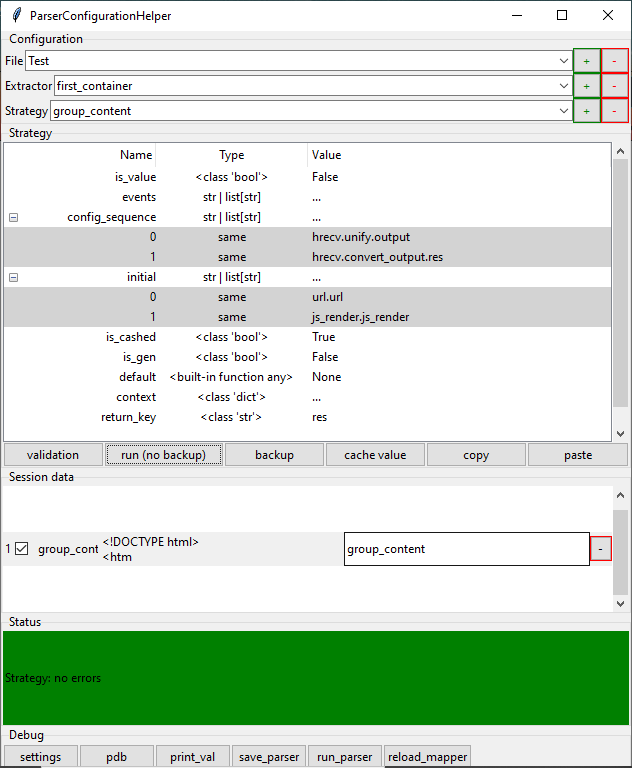 ParserConfigurationHelper
Configuration
File Test + -
Extractor first_container + -
Strategy group_content + -
Strategy
Name Type Value
is_value <class 'bool'> False
events str | list[str] ...
config_sequence str | list[str] ...
0 same hrecv.unify.output
1 same hrecv.convert_output.res
initial str | list[str] ...
0 same url.url
1 same js_render.js_render
is_cashed <class 'bool'> True
is_gen <class 'bool'> False
default <built-in function any> None
context <class 'dict'> ...
return_key <class 'str'> res
validation run (no backup) backup cache value copy paste
Session data
1 group_cont <!DOCTYPE html> group_content -
<htm
Status
Strategy: no errors
Debug
settings pdb print_val save_parser run_parser reload_mapper